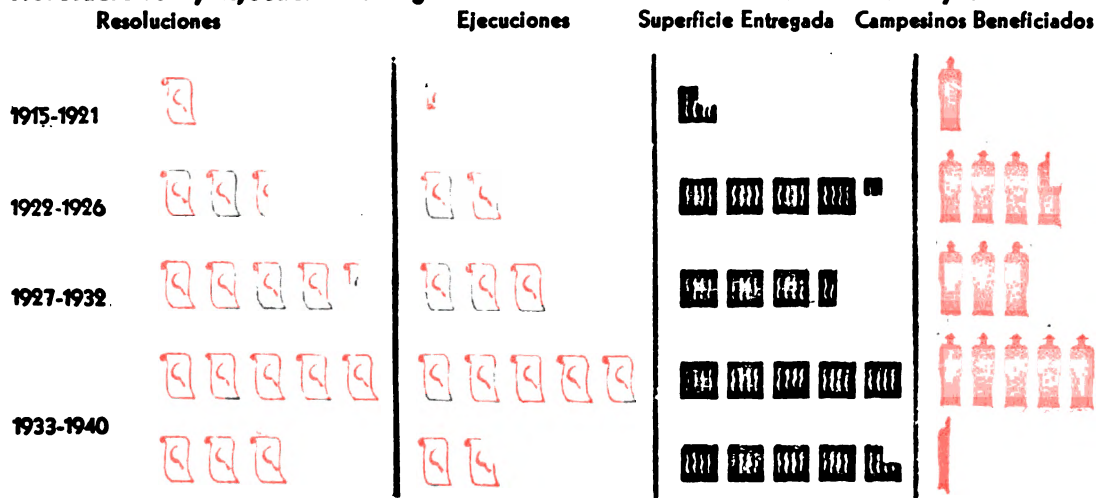 Resoluciones Ejecuciones Superficie Entregada Campesinos Beneficiados
1915-1921
1922-1926
1927-1932
1933-1940